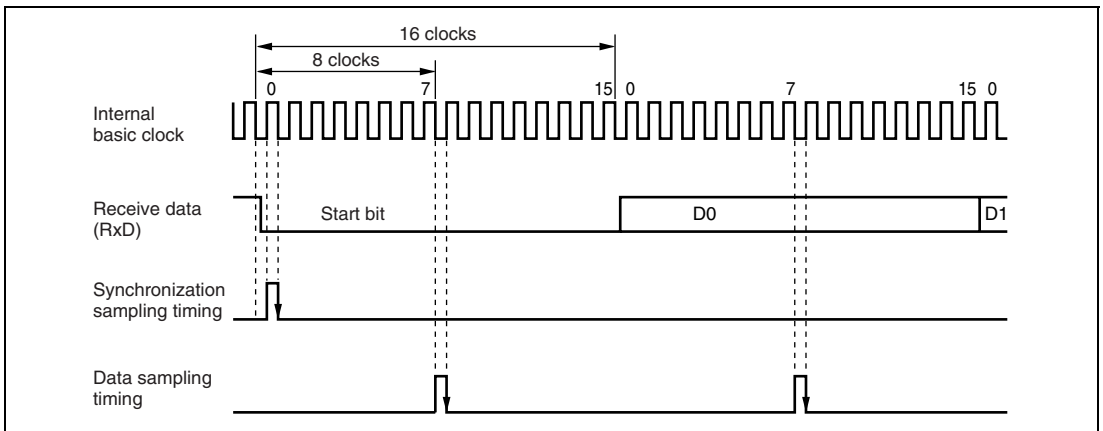 16 clocks
8 clocks
0 7 15 0 7 15 0
Internal
basic clock
Receive data
(RxD)
Start bit D0 D1
Synchronization
sampling timing
Data sampling
timing